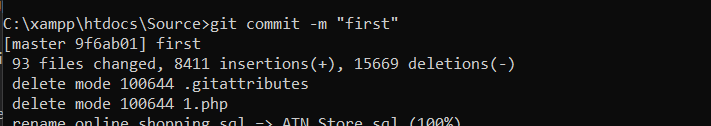 C:\xampp\htdocs\Source>git commit -m "first"
[master 9f6ab01] first
 93 files changed, 8411 insertions(+), 15669 deletions(-)
 delete mode 100644 .gitattributes
 delete mode 100644 1.php
 rename online shopping.sql => ATN Store.sql (100%)